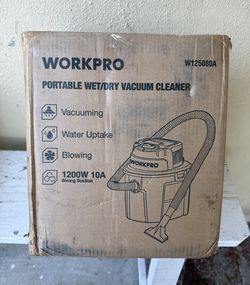 WORKPRO
W125080A
PORTABLE WET/DRY VACUUM CLEANER
Vacuuming
Water Uptake
Blowing
1200W 10A
Strong Suction
WORKPRO